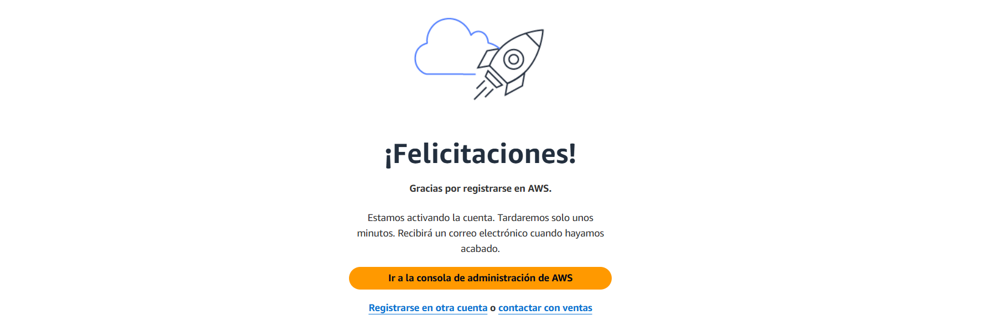 ¡Felicitaciones!
Gracias por registrarse en AWS.
Estamos activando la cuenta. Tardaremos solo unos
minutos. Recibirá un correo electrónico cuando hayamos
acabado.
Ir a la consola de administración de AWS
Registrarse en otra cuenta o contactar con ventas